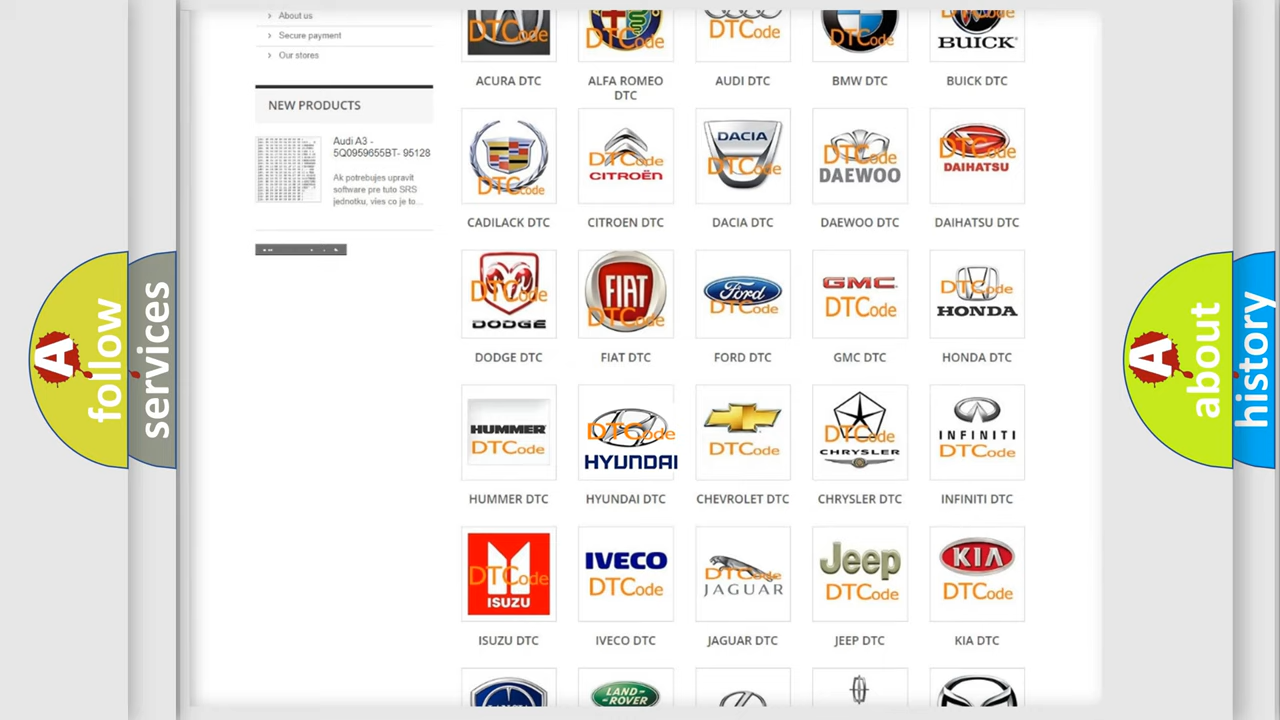 About us
Secure payment
Our stores
NEW PRODUCTS
Audi A3 -
5Q0959655BT- 95128
Ak potrebujes upravit
software pre tuto SRS
jednotku, vies co je to...
DTCode
DTCode
DTCode
DTCode
BUICK
ACURA DTC
ALFA ROMEO
DTC
AUDI DTC
BMW DTC
BUICK DTC
DTCode
DTCode
CITROËN
DACIA
DTCode
DTCode
DAEWOO
DTCode
DAIHATSU
CADILACK DTC
CITROEN DTC
DACIA DTC
DAEWOO DTC
DAIHATSU DTC
DTCode
DODGE
FIAT
DTCode
Ford
DTCode
GMC
DTCode
DTCode
HONDA
DODGE DTC
FIAT DTC
FORD DTC
GMC DTC
HONDA DTC
HUMMER
DTCode
DTCode
HYUNDAI
DTCode
DTCode
CHRYSLER
INFINITI
DTCode
HUMMER DTC
HYUNDAI DTC
CHEVROLET DTC
CHRYSLER DTC
INFINITI DTC
DTCode
ISUZU
IVECO
DTCode
DTCode
JAGUAR
Jeep
DTCode
KIA
DTCode
ISUZU DTC
IVECO DTC
JAGUAR DTC
JEEP DTC
KIA DTC
LAND-
ROVER
A
follow
services
A
about
history